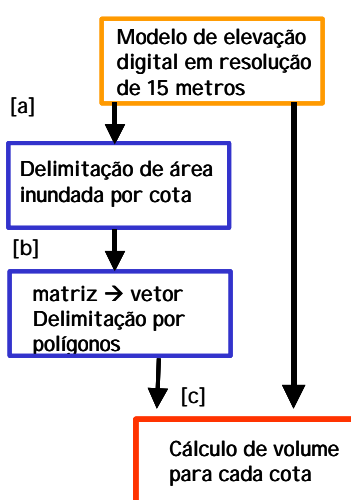 Modelo de elevação
digital em resolução
de 15 metros
[a]
Delimitação de área
inundada por cota
[b]
matriz → vetor
Delimitação por
polígonos
[c]
Cálculo de volume
para cada cota